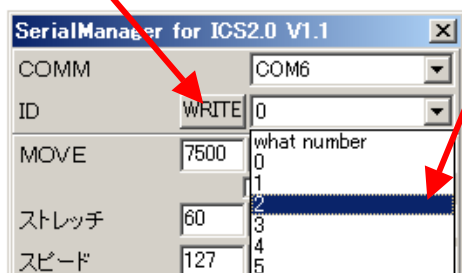 SerialManager for ICS2.0 V1.1
COMM COM6
ID WRITE 0
what number
0
MOVE 7500
1
2
ストレッチ 60
3
4
スピード 127
5